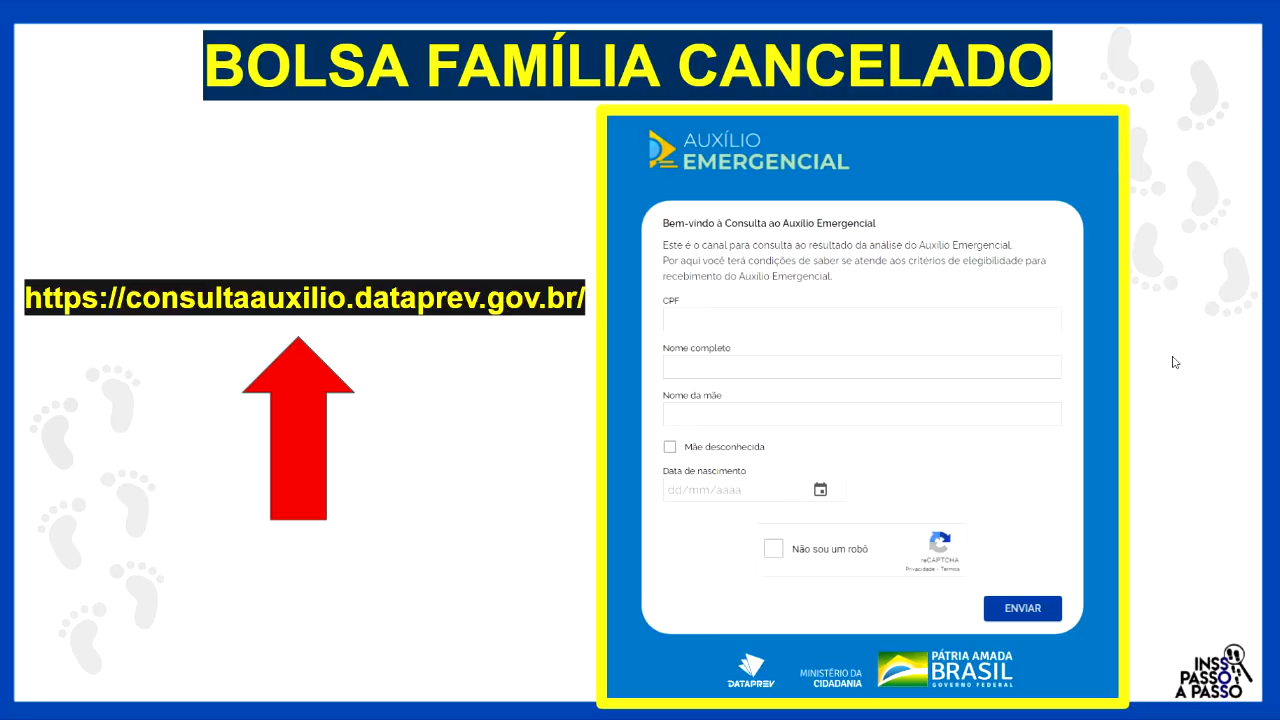 BOLSA FAMÍLIA CANCELADO
https://consultaauxilio.dataprev.gov.br/
AUXÍLIO
EMERGENCIAL
Bem-vindo à Consulta ao Auxílio Emergencial
Este é o canal para consulta ao resultado da análise do Auxílio Emergencial.
Por aqui você terá condições de saber se atende aos critérios de elegibilidade para
recebimento do Auxílio Emergencial.
CPF
Nome completo
Nome da mãe
Mãe desconhecida
Data de nascimento
dd/mm/aaaa
Não sou um robô
reCAPTCHA
Privacidade - Termos
ENVIAR
DATAPREV
MINISTÉRIO DA
CIDADANIA
PÁTRIA AMADA
BRASIL
GOVERNO FEDERAL
INSS
PASSO
A PASSO